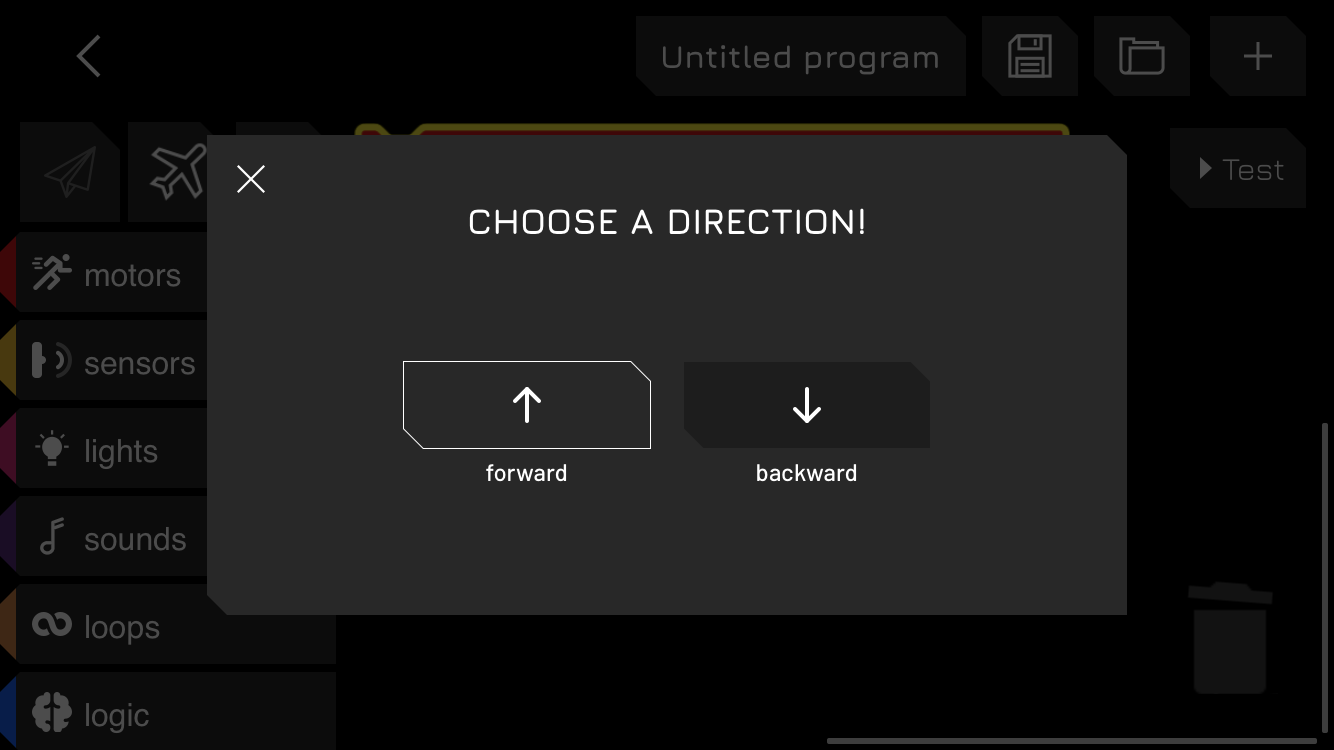 Untitled program
Test
CHOOSE A DIRECTION!
motors
sensors
lights
sounds
loops
logic
forward
backward